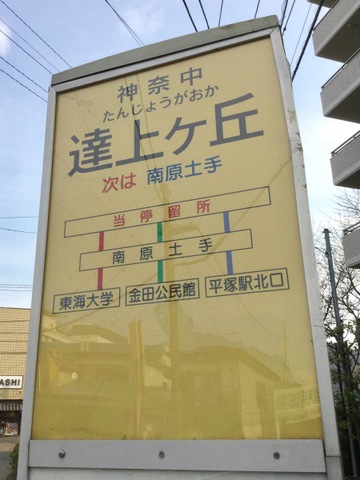 神奈中
たんじょうがおか
達上ケ丘
次は 南原土手
当停留所
南原土手
東海大学 金田公民館 平塚駅北口
ASHI